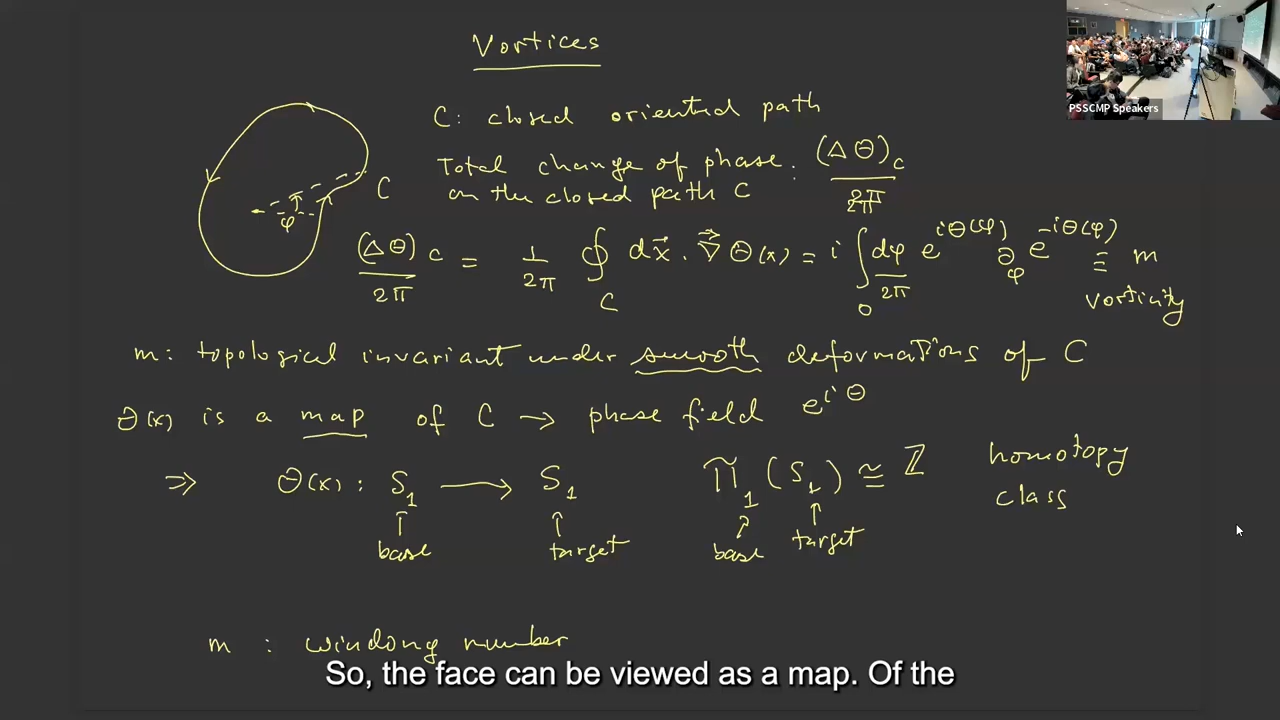 Vortices
PSSCMP Speakers
C: closed oriented path
Total change of phase : (ΔΘ)_C / 2π
on the closed path C
C
φ
(ΔΘ)_C / 2π = 1/2π ∮_C dx⃗ . ∇⃗ Θ(x) = i ∫_0 dφ/2π e^{iΘ(φ)} ∂_φ e^{-iΘ(φ)} ≡ m
vorticity
m: topological invariant under smooth deformations of C
Θ(x) is a map of C → phase field e^{iΘ}
⇒ Θ(x): S_1 → S_1 Π_1 (S_1) ≅ ℤ homotopy
class
↑ base ↑ target ↑ base ↑ target
m : windong number
So, the face can be viewed as a map. Of the